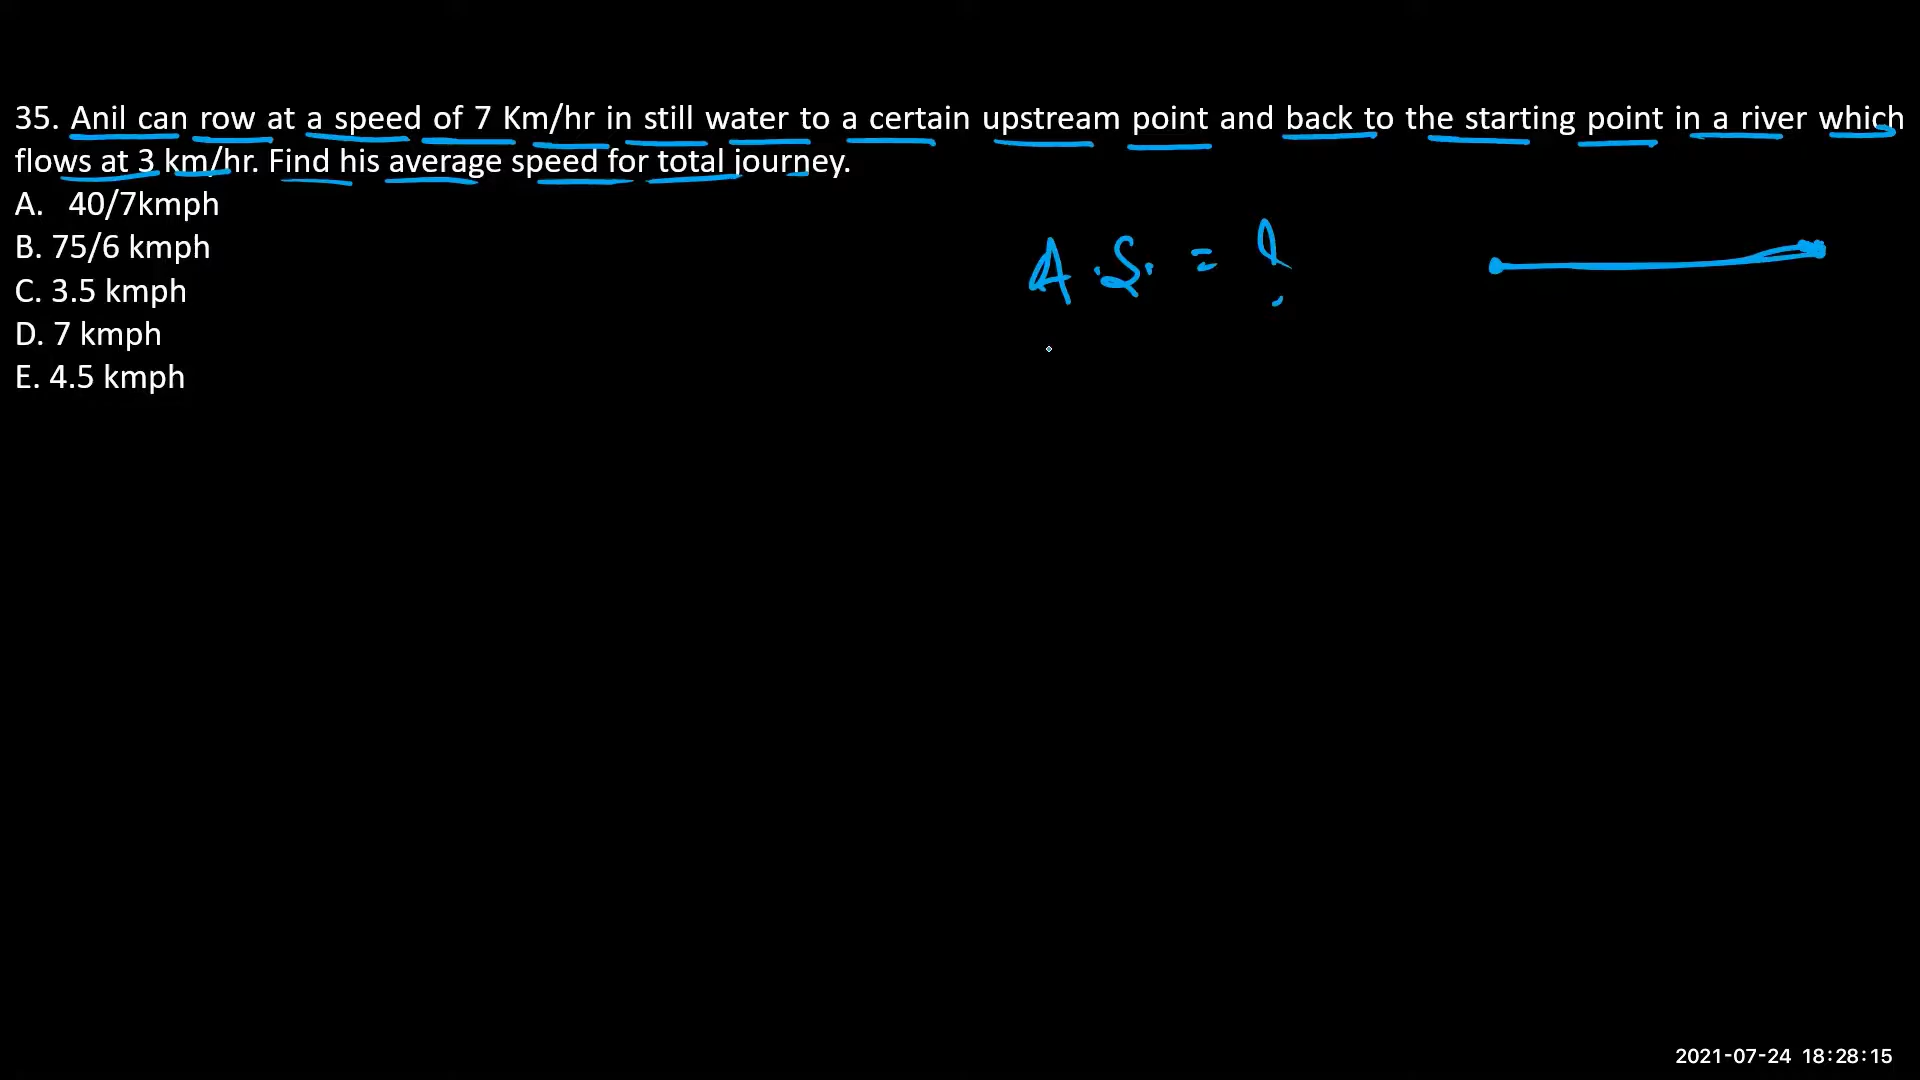 35. Anil can row at a speed of 7 Km/hr in still water to a certain upstream point and back to the starting point in a river which
flows at 3 km/hr. Find his average speed for total journey.
A. 40/7kmph
B. 75/6 kmph
C. 3.5 kmph
D. 7 kmph
E. 4.5 kmph
A.S. = ?
2021-07-24 18:28:15